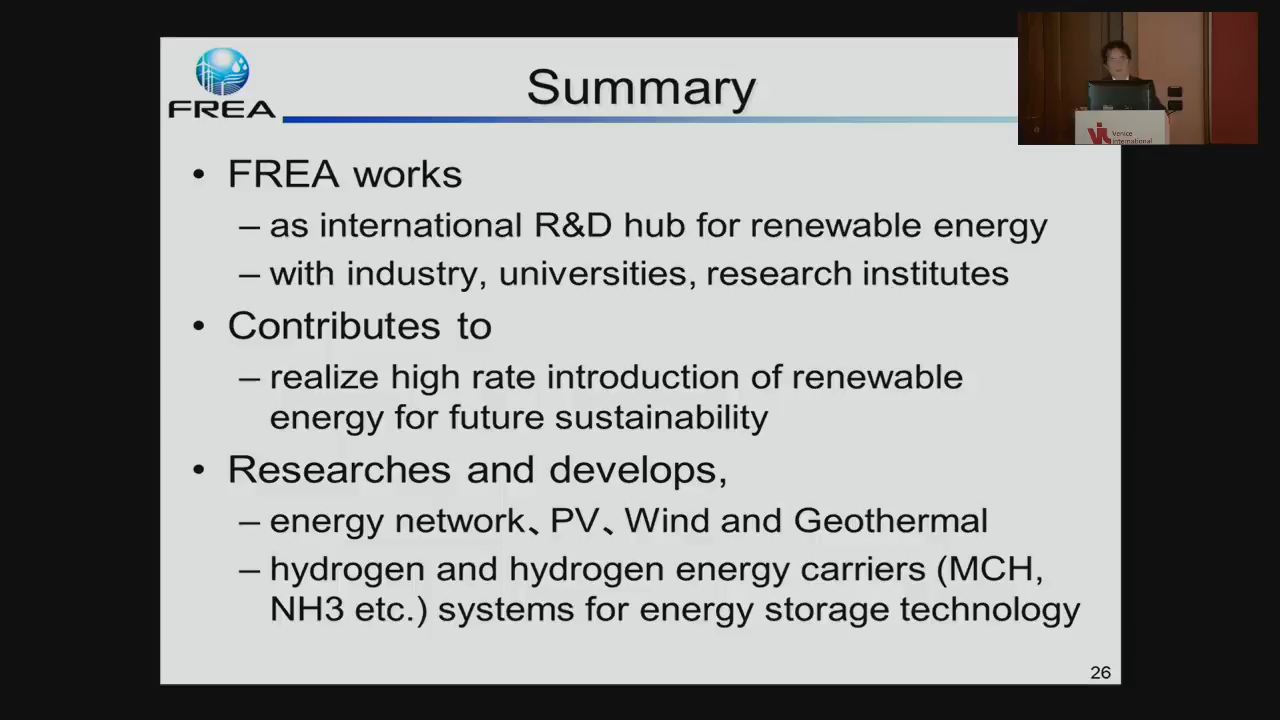 FREA
Summary
• FREA works
– as international R&D hub for renewable energy
– with industry, universities, research institutes
• Contributes to
– realize high rate introduction of renewable
energy for future sustainability
• Researches and develops,
– energy network、PV、Wind and Geothermal
– hydrogen and hydrogen energy carriers (MCH,
NH3 etc.) systems for energy storage technology
26
Venice
International